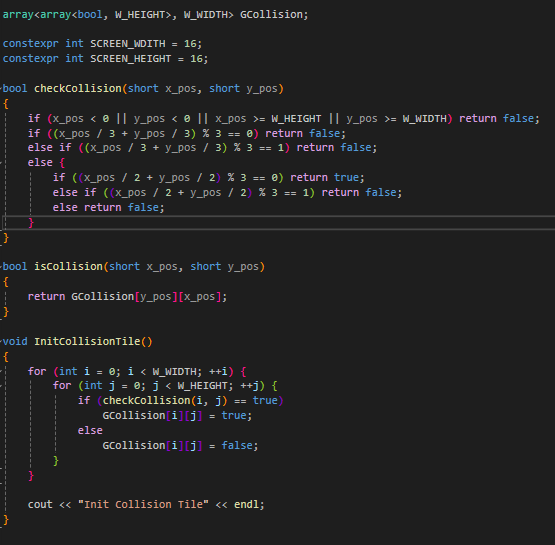 array<array<bool, W_HEIGHT>, W_WIDTH> GCollision;
constexpr int SCREEN_WDITH = 16;
constexpr int SCREEN_HEIGHT = 16;
bool checkCollision(short x_pos, short y_pos)
{
if (x_pos < 0 || y_pos < 0 || x_pos >= W_HEIGHT || y_pos >= W_WIDTH) return false;
if ((x_pos / 3 + y_pos / 3) % 3 == 0) return false;
else if ((x_pos / 3 + y_pos / 3) % 3 == 1) return false;
else {
if ((x_pos / 2 + y_pos / 2) % 3 == 0) return true;
else if ((x_pos / 2 + y_pos / 2) % 3 == 1) return false;
else return false;
}
}
bool isCollision(short x_pos, short y_pos)
{
return GCollision[y_pos][x_pos];
}
void InitCollisionTile()
{
for (int i = 0; i < W_WIDTH; ++i) {
for (int j = 0; j < W_HEIGHT; ++j) {
if (checkCollision(i, j) == true)
GCollision[i][j] = true;
else
GCollision[i][j] = false;
}
}
cout << "Init Collision Tile" << endl;
}